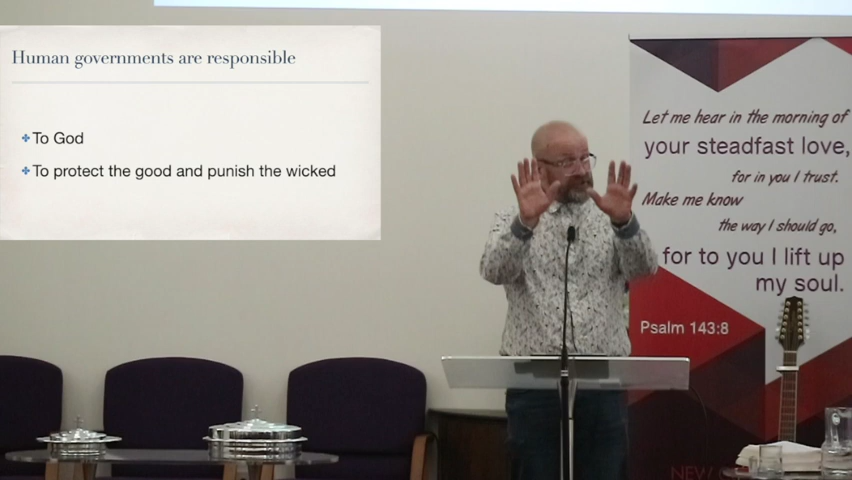 Human governments are responsible
To God
To protect the good and punish the wicked
Let me hear in the morning of
your steadfast love,
for in you I trust.
Make me know
the way I should go,
for to you I lift up
my soul.
Psalm 143:8
NEW